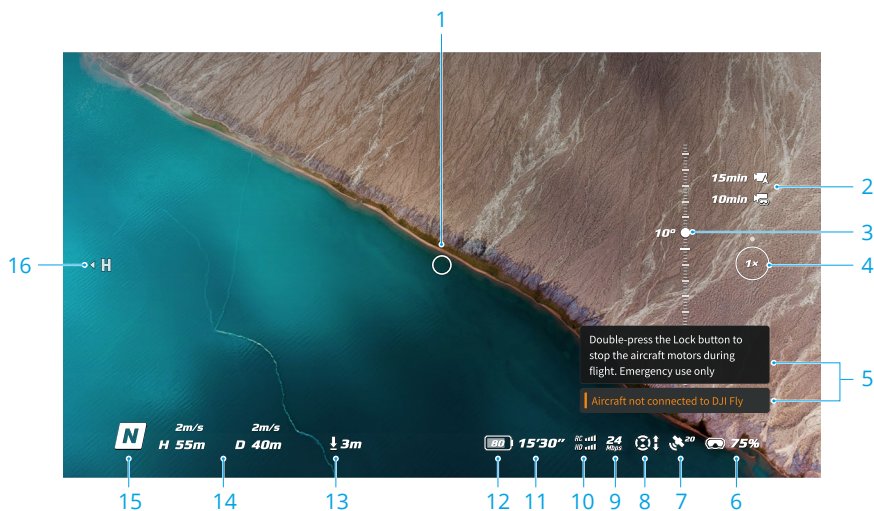 1
15min
10min
2
10°
3
1×
4
16
H
Double-press the Lock button to
stop the aircraft motors during
flight. Emergency use only
5
Aircraft not connected to DJI Fly
N
2m/s
2m/s
H 55m
D 40m
3m
80
15′30″
RC
HD
24
Mbps
20
75%
15
14
13
12
11
10
9
8
7
6